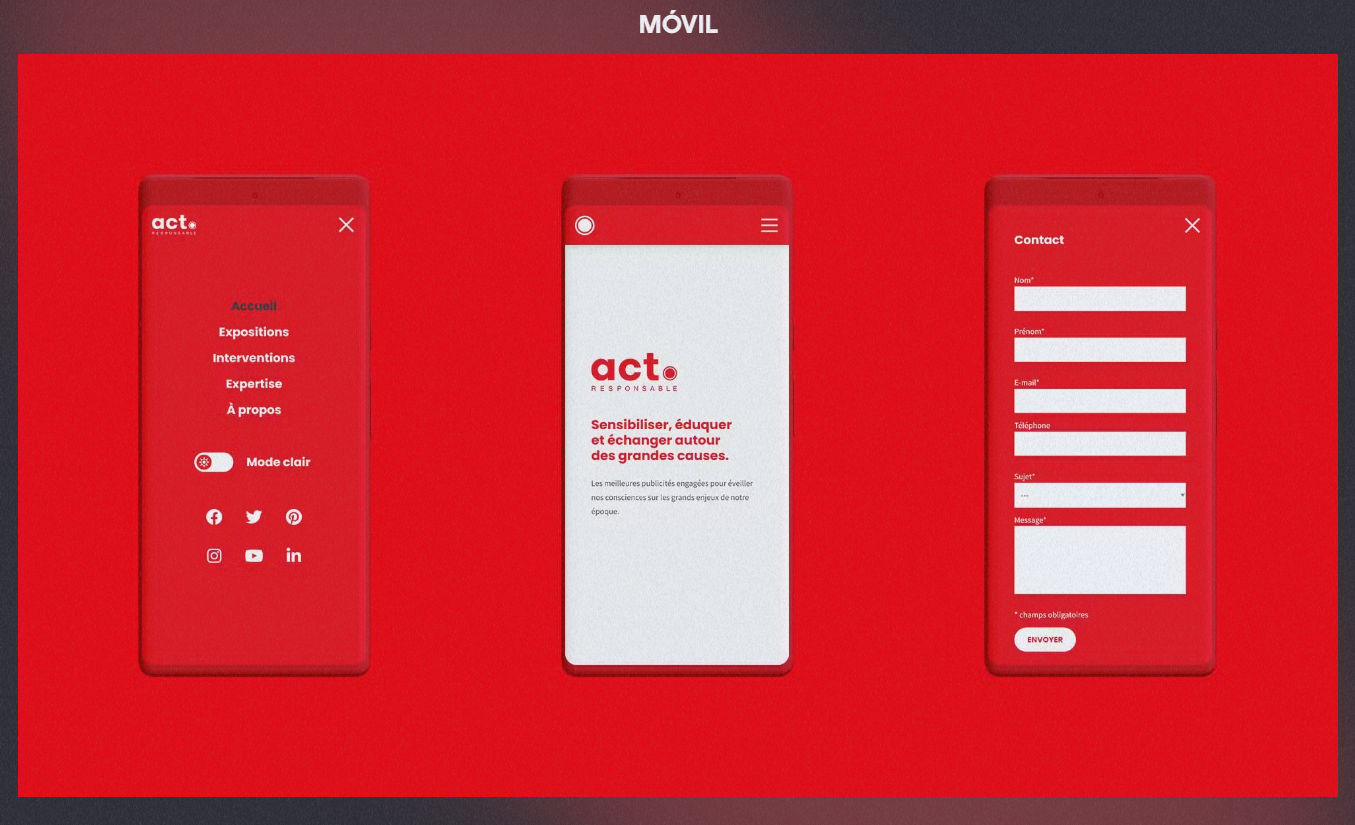 MÓVIL
act.
RESPONSABLE
Accueil
Expositions
Interventions
Expertise
À propos
Mode clair
act.
RESPONSABLE
Sensibiliser, éduquer
et échanger autour
des grandes causes.
Les meilleures publicités engagées pour éveiller
nos consciences sur les grands enjeux de notre
époque.
Contact
Nom*
Prénom*
E-mail*
Téléphone
Sujet*
---
Message*
* champs obligatoires
ENVOYER